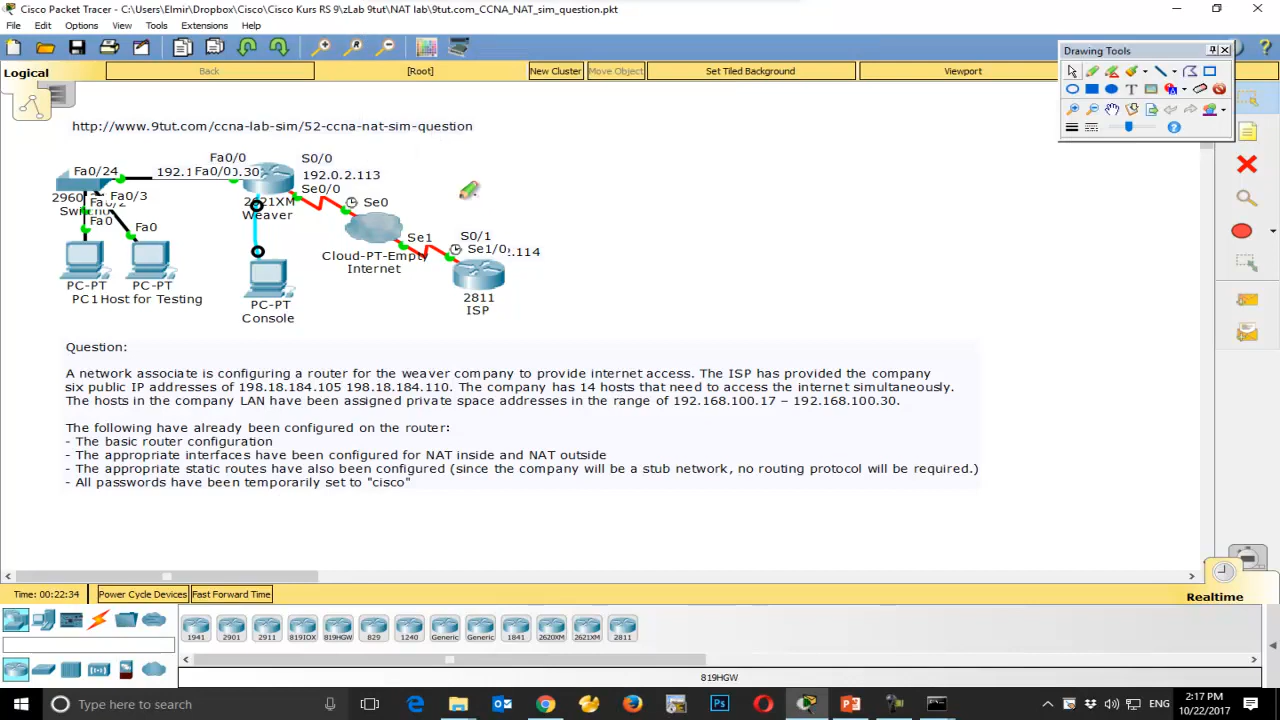 Cisco Packet Tracer - C:\Users\Elmir\Dropbox\Cisco\Cisco Kurs RS 9\zLab 9tut\NAT lab\9tut.com_CCNA_NAT_sim_question.pkt
File Edit Options View Tools Extensions Help
Drawing Tools
Logical
Back
[Root]
New Cluster
Move Object
Set Tiled Background
Viewport
http://www.9tut.com/ccna-lab-sim/52-ccna-nat-sim-question
Fa0/0
S0/0
Fa0/24
Fa0/0
.30
192.0.2.113
Fa0/3
Se0/0
Se0
2960
Fa0
Weaver
Fa0
S0/1
Se1
Se1/0
.114
Cloud-PT-Empty
Internet
PC-PT
PC1
PC-PT
Host for Testing
PC-PT
Console
2811
ISP
Question:
A network associate is configuring a router for the weaver company to provide internet access. The ISP has provided the company
six public IP addresses of 198.18.184.105 198.18.184.110. The company has 14 hosts that need to access the internet simultaneously.
The hosts in the company LAN have been assigned private space addresses in the range of 192.168.100.17 – 192.168.100.30.
The following have already been configured on the router:
- The basic router configuration
- The appropriate interfaces have been configured for NAT inside and NAT outside
- The appropriate static routes have also been configured (since the company will be a stub network, no routing protocol will be required.)
- All passwords have been temporarily set to "cisco"
Time: 00:22:34
Power Cycle Devices
Fast Forward Time
Realtime
1941
2901
2911
819IOX
819HGW
829
1240
Generic
Generic
1841
2620XM
2621XM
2811
819HGW
Type here to search
ENG
2:17 PM
10/22/2017